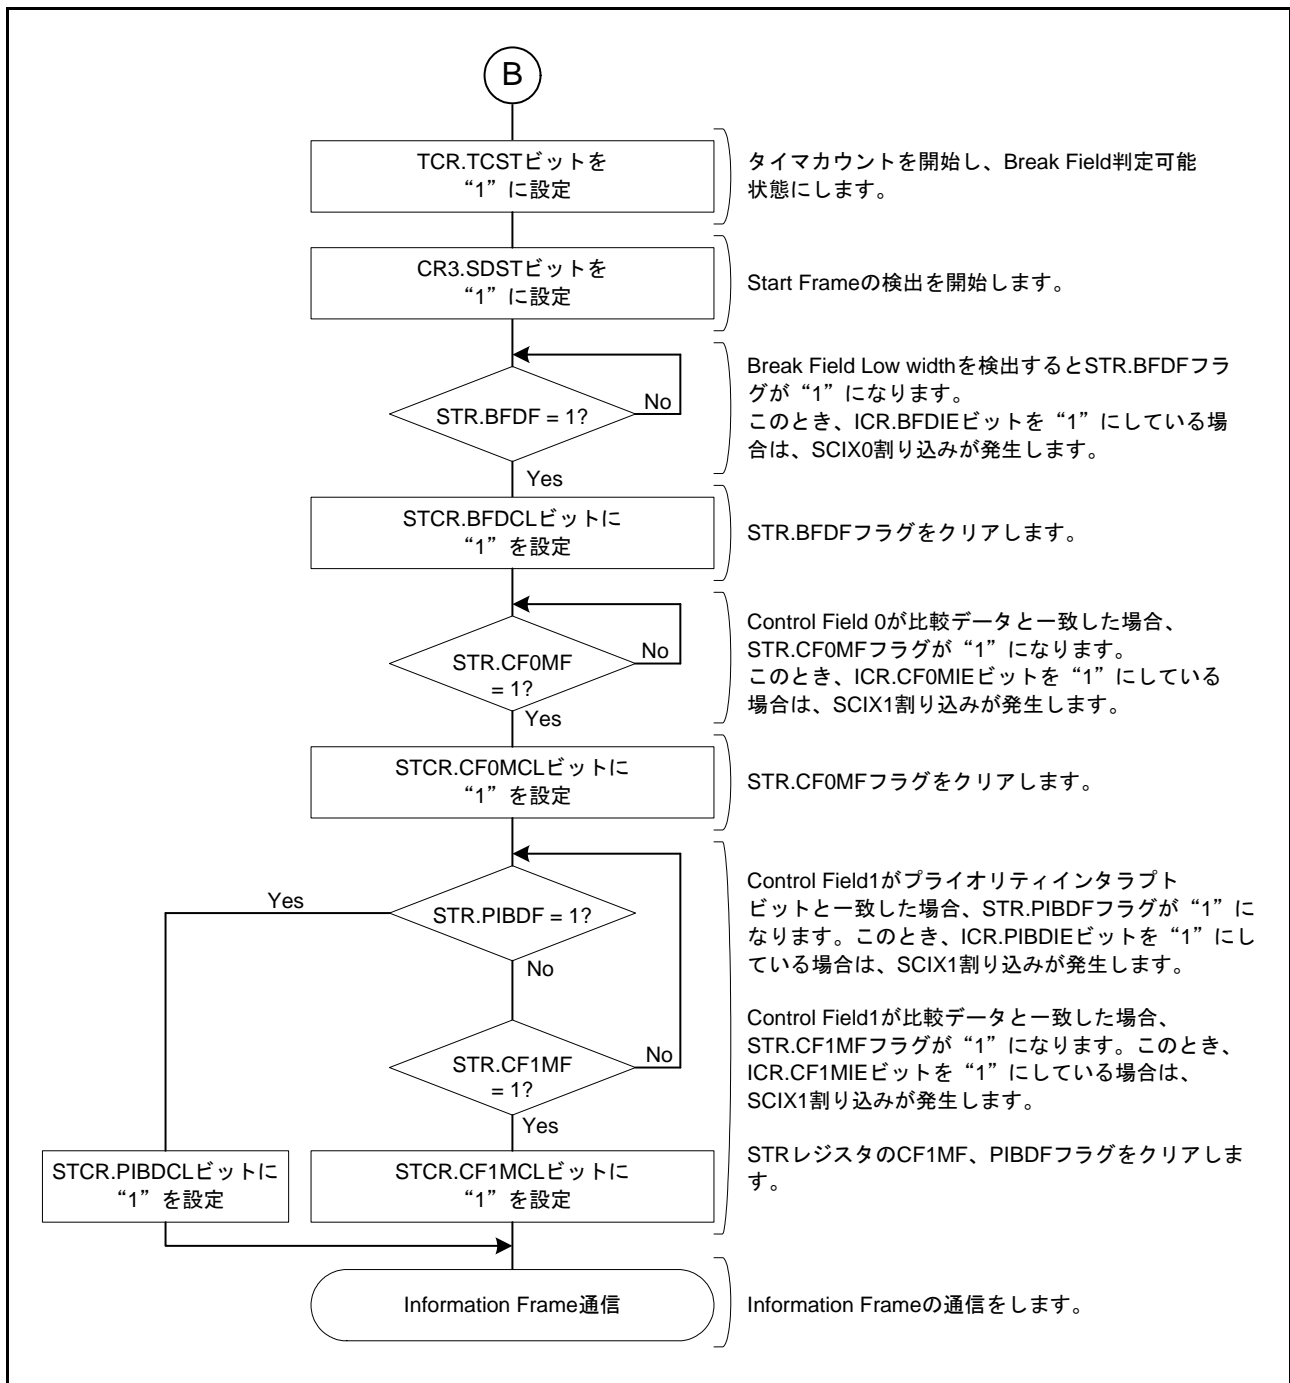 B
TCR.TCSTビットを
“1”に設定
タイマカウントを開始し、Break Field判定可能
状態にします。
CR3.SDSTビットを
“1”に設定
Start Frameの検出を開始します。
STR.BFDF = 1?
No
Yes
Break Field Low widthを検出するとSTR.BFDFフラ
グが“1”になります。
このとき、ICR.BFDIEビットを“1”にしている場
合は、SCIX0割り込みが発生します。
STCR.BFDCLビットに
“1”を設定
STR.BFDFフラグをクリアします。
STR.CF0MF
= 1?
No
Yes
Control Field 0が比較データと一致した場合、
STR.CF0MFフラグが“1”になります。
このとき、ICR.CF0MIEビットを“1”にしている
場合は、SCIX1割り込みが発生します。
STCR.CF0MCLビットに
“1”を設定
STR.CF0MFフラグをクリアします。
STR.PIBDF = 1?
Yes
No
Control Field1がプライオリティインタラプト
ビットと一致した場合、STR.PIBDFフラグが“1”に
なります。このとき、ICR.PIBDIEビットを“1”にし
ている場合は、SCIX1割り込みが発生します。
STR.CF1MF
= 1?
No
Yes
Control Field1が比較データと一致した場合、
STR.CF1MFフラグが“1”になります。このとき、
ICR.CF1MIEビットを“1”にしている場合は、
SCIX1割り込みが発生します。
STCR.PIBDCLビットに
“1”を設定
STCR.CF1MCLビットに
“1”を設定
STRレジスタのCF1MF、PIBDFフラグをクリアしま
す。
Information Frame通信
Information Frameの通信をします。